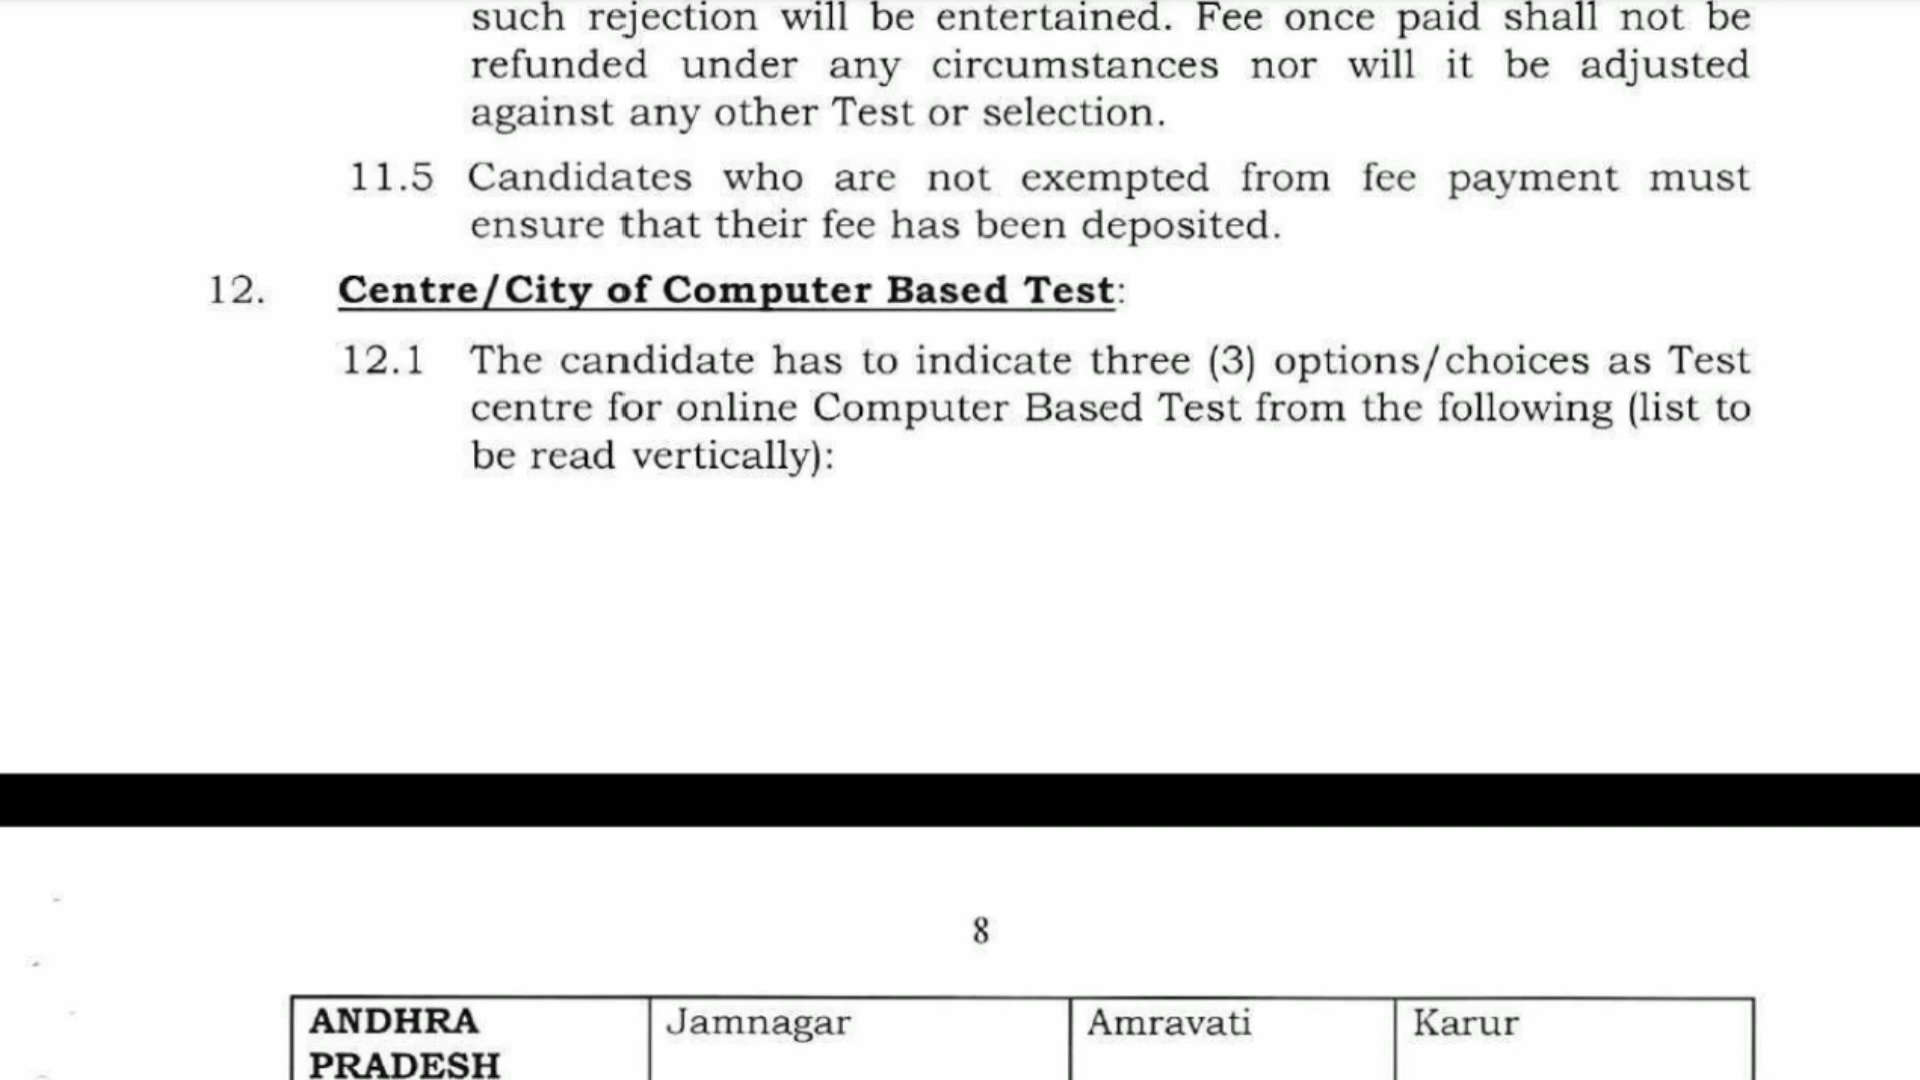 such rejection will be entertained. Fee once paid shall not be
refunded under any circumstances nor will it be adjusted
against any other Test or selection.
11.5 Candidates who are not exempted from fee payment must
ensure that their fee has been deposited.
12. Centre/City of Computer Based Test:
12.1 The candidate has to indicate three (3) options/choices as Test
centre for online Computer Based Test from the following (list to
be read vertically):
8
ANDHRA Jamnagar Amravati Karur
PRADESH